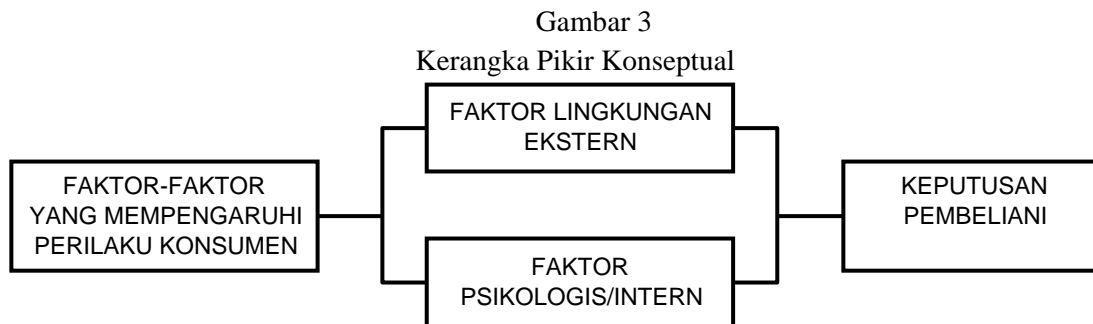 Gambar 3
Kerangka Pikir Konseptual
FAKTOR LINGKUNGAN
EKSTERN
FAKTOR-FAKTOR
YANG MEMPENGARUHI
PERILAKU KONSUMEN
KEPUTUSAN
PEMBELIANI
FAKTOR
PSIKOLOGIS/INTERN